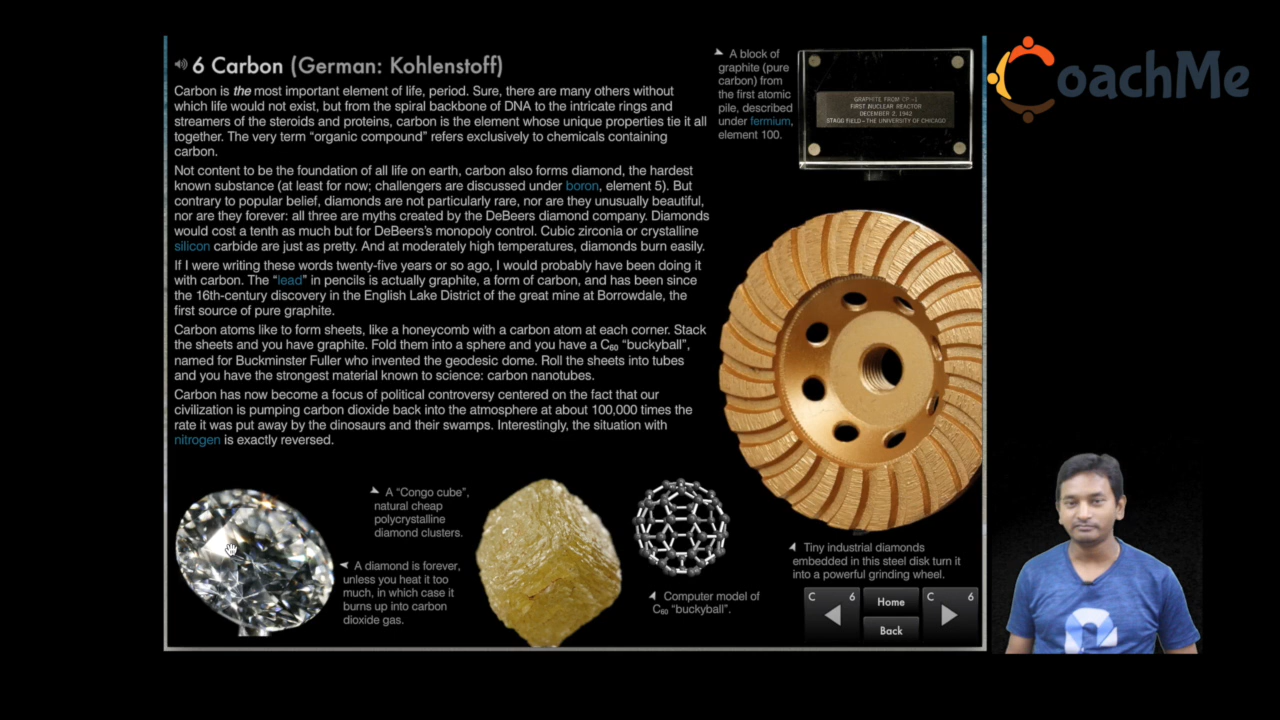 6 Carbon (German: Kohlenstoff)
Carbon is the most important element of life, period. Sure, there are many others without
which life would not exist, but from the spiral backbone of DNA to the intricate rings and
streamers of the steroids and proteins, carbon is the element whose unique properties tie it all
together. The very term “organic compound” refers exclusively to chemicals containing
carbon.
Not content to be the foundation of all life on earth, carbon also forms diamond, the hardest
known substance (at least for now; challengers are discussed under boron, element 5). But
contrary to popular belief, diamonds are not particularly rare, nor are they unusually beautiful,
nor are they forever: all three are myths created by the DeBeers diamond company. Diamonds
would cost a tenth as much but for DeBeers's monopoly control. Cubic zirconia or crystalline
silicon carbide are just as pretty. And at moderately high temperatures, diamonds burn easily.
If I were writing these words twenty-five years or so ago, I would probably have been doing it
with carbon. The “lead” in pencils is actually graphite, a form of carbon, and has been since
the 16th-century discovery in the English Lake District of the great mine at Borrowdale, the
first source of pure graphite.
Carbon atoms like to form sheets, like a honeycomb with a carbon atom at each corner. Stack
the sheets and you have graphite. Fold them into a sphere and you have a C60 “buckyball”,
named for Buckminster Fuller who invented the geodesic dome. Roll the sheets into tubes
and you have the strongest material known to science: carbon nanotubes.
Carbon has now become a focus of political controversy centered on the fact that our
civilization is pumping carbon dioxide back into the atmosphere at about 100,000 times the
rate it was put away by the dinosaurs and their swamps. Interestingly, the situation with
nitrogen is exactly reversed.
A block of
graphite (pure
carbon) from
the first atomic
pile, described
under fermium,
element 100.
GRAPHITE FROM CP-1
FIRST NUCLEAR REACTOR
DECEMBER 2, 1942
STAGG FIELD - THE UNIVERSITY OF CHICAGO
CoachMe
A “Congo cube”,
natural cheap
polycrystalline
diamond clusters.
A diamond is forever,
unless you heat it too
much, in which case it
burns up into carbon
dioxide gas.
Computer model of
C60 “buckyball”.
Tiny industrial diamonds
embedded in this steel disk turn it
into a powerful grinding wheel.
C 6
Home
Back
C 6